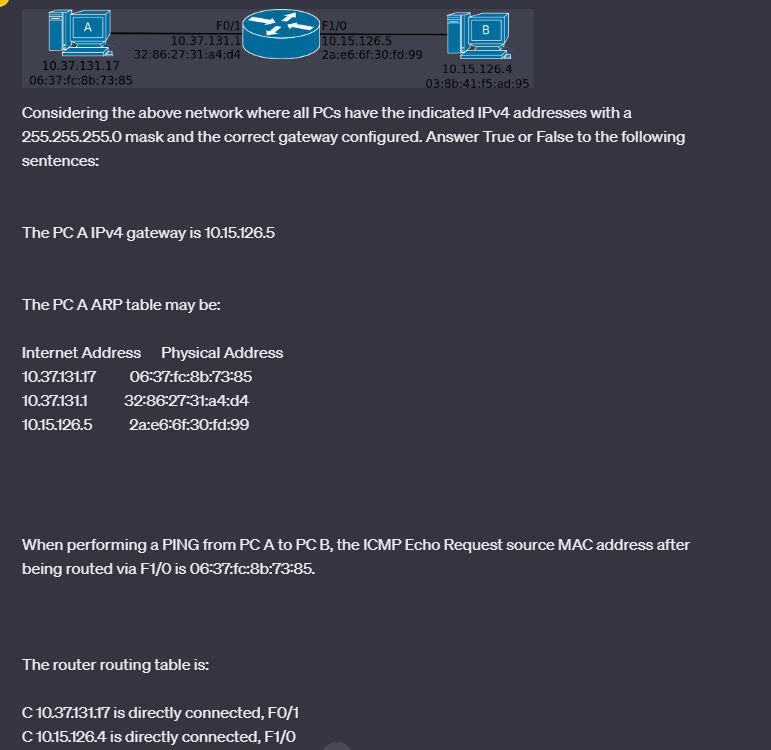 A
F0/1
F1/0
B
10.37.131.1
10.15.126.5
32:86:27:31:a4:d4
2a:e6:6f:30:fd:99
10.37.131.17
10.15.126.4
06:37:fc:8b:73:85
03:8b:41:f5:ad:95
Considering the above network where all PCs have the indicated IPv4 addresses with a
255.255.255.0 mask and the correct gateway configured. Answer True or False to the following
sentences:
The PC A IPv4 gateway is 10.15.126.5
The PC A ARP table may be:
Internet Address Physical Address
10.37.131.17 06:37:fc:8b:73:85
10.37.131.1 32:86:27:31:a4:d4
10.15.126.5 2a:e6:6f:30:fd:99
When performing a PING from PC A to PC B, the ICMP Echo Request source MAC address after
being routed via F1/0 is 06:37:fc:8b:73:85.
The router routing table is:
C 10.37.131.17 is directly connected, F0/1
C 10.15.126.4 is directly connected, F1/0